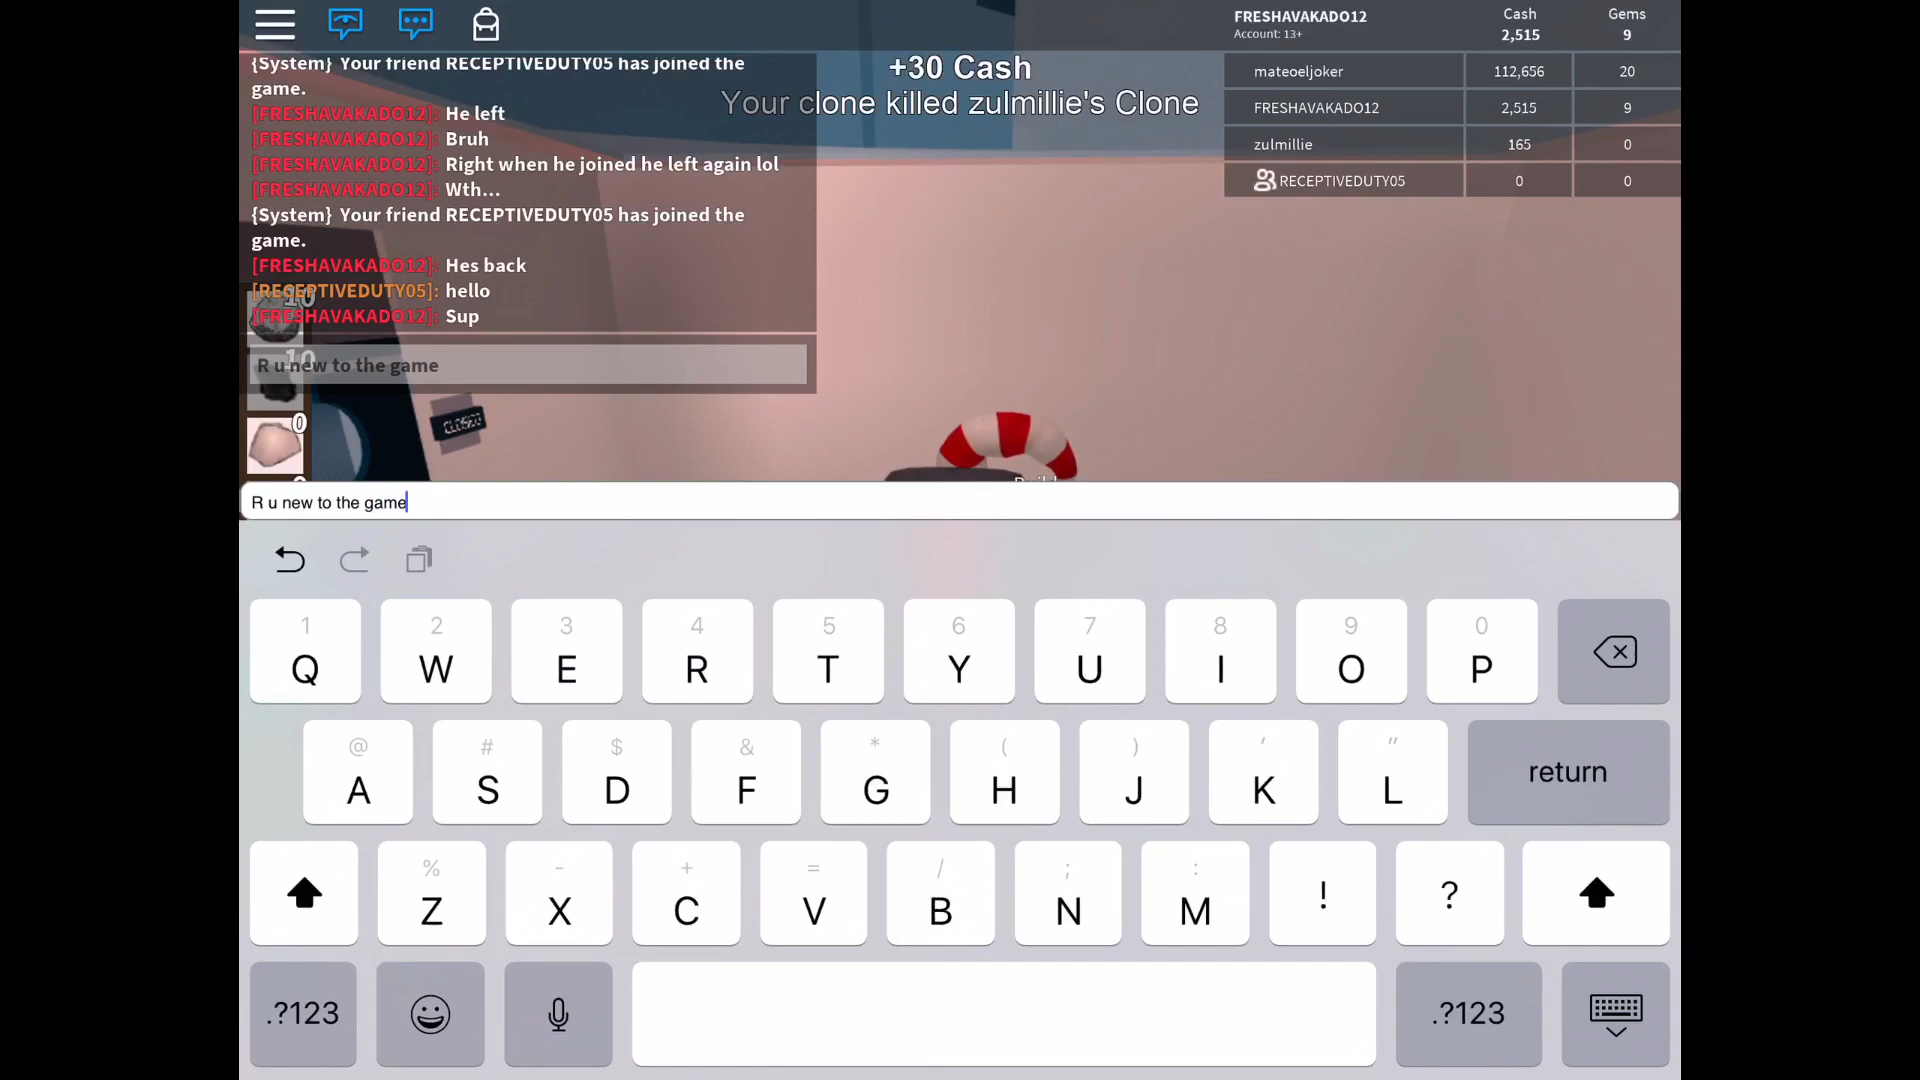 FRESHAVAKADO12
Account: 13+
Cash
2,515
Gems
9
mateoeljoker 112,656 20
FRESHAVAKADO12 2,515 9
zulmillie 165 0
RECEPTIVEDUTY05 0 0
+30 Cash
Your clone killed zulmillie's Clone
{System} Your friend RECEPTIVEDUTY05 has joined the
game.
[FRESHAVAKADO12]: He left
[FRESHAVAKADO12]: Bruh
[FRESHAVAKADO12]: Right when he joined he left again lol
[FRESHAVAKADO12]: Wth...
{System} Your friend RECEPTIVEDUTY05 has joined the
game.
[FRESHAVAKADO12]: Hes back
[RECEPTIVEDUTY05]: hello
[FRESHAVAKADO12]: Sup
10
10
0
R u new to the game
CLOSED
R u new to the game
1 2 3 4 5 6 7 8 9 0
Q W E R T Y U I O P
@ # $ & * ( ) ' "
A S D F G H J K L return
% - + = / ; :
Z X C V B N M ! ?
.?123 .?123